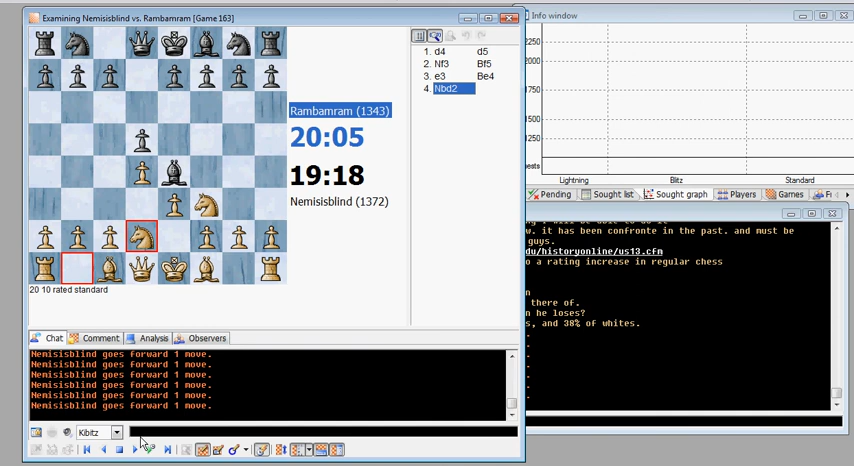 Examining Nemisisblind vs. Rambamram [Game 163]
Rambamram (1343)
20:05
19:18
Nemisisblind (1372)
20 10 rated standard
1. d4 d5
2. Nf3 Bf5
3. e3 Be4
4. Nbd2
Chat Comment Analysis Observers
Nemisisblind goes forward 1 move.
Nemisisblind goes forward 1 move.
Nemisisblind goes forward 1 move.
Nemisisblind goes forward 1 move.
Nemisisblind goes forward 1 move.
Nemisisblind goes forward 1 move.
Kibitz
Info window
2250
2000
1750
1500
1250
ests
Lightning Blitz Standard
Pending Sought list Sought graph Players Games
w. it has been confronte in the past. and must be
guys.
du/historyonline/us13.cfm
o a rating increase in regular chess
n
there of.
n he loses?
s, and 38% of whites.